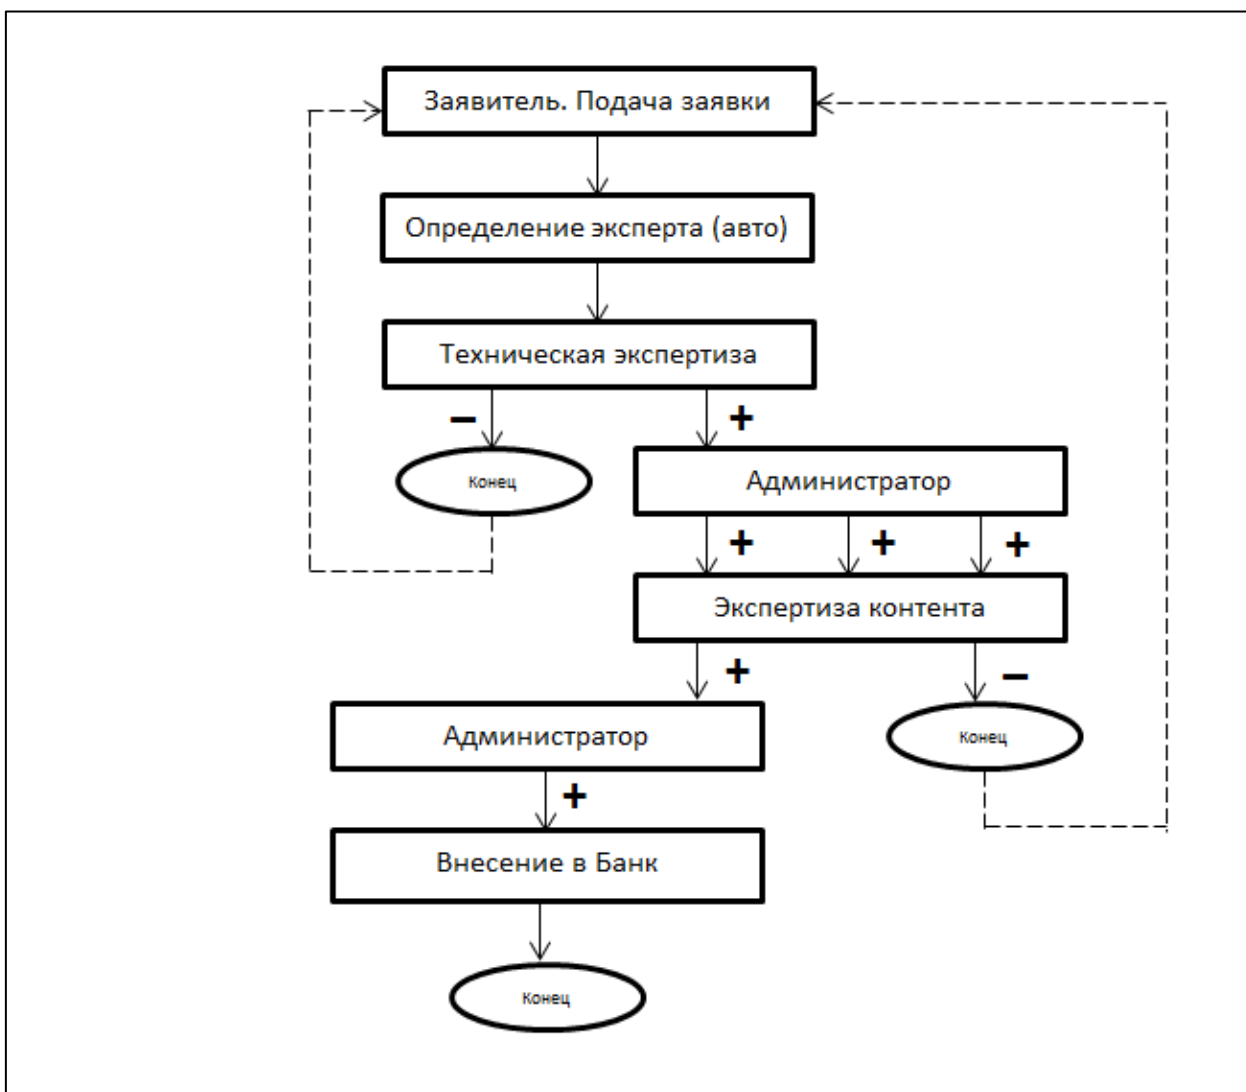 Заявитель. Подача заявки
Определение эксперта (авто)
Техническая экспертиза
–
+
Конец
Администратор
+
+
+
Экспертиза контента
+
–
Администратор
Конец
+
Внесение в Банк
Конец